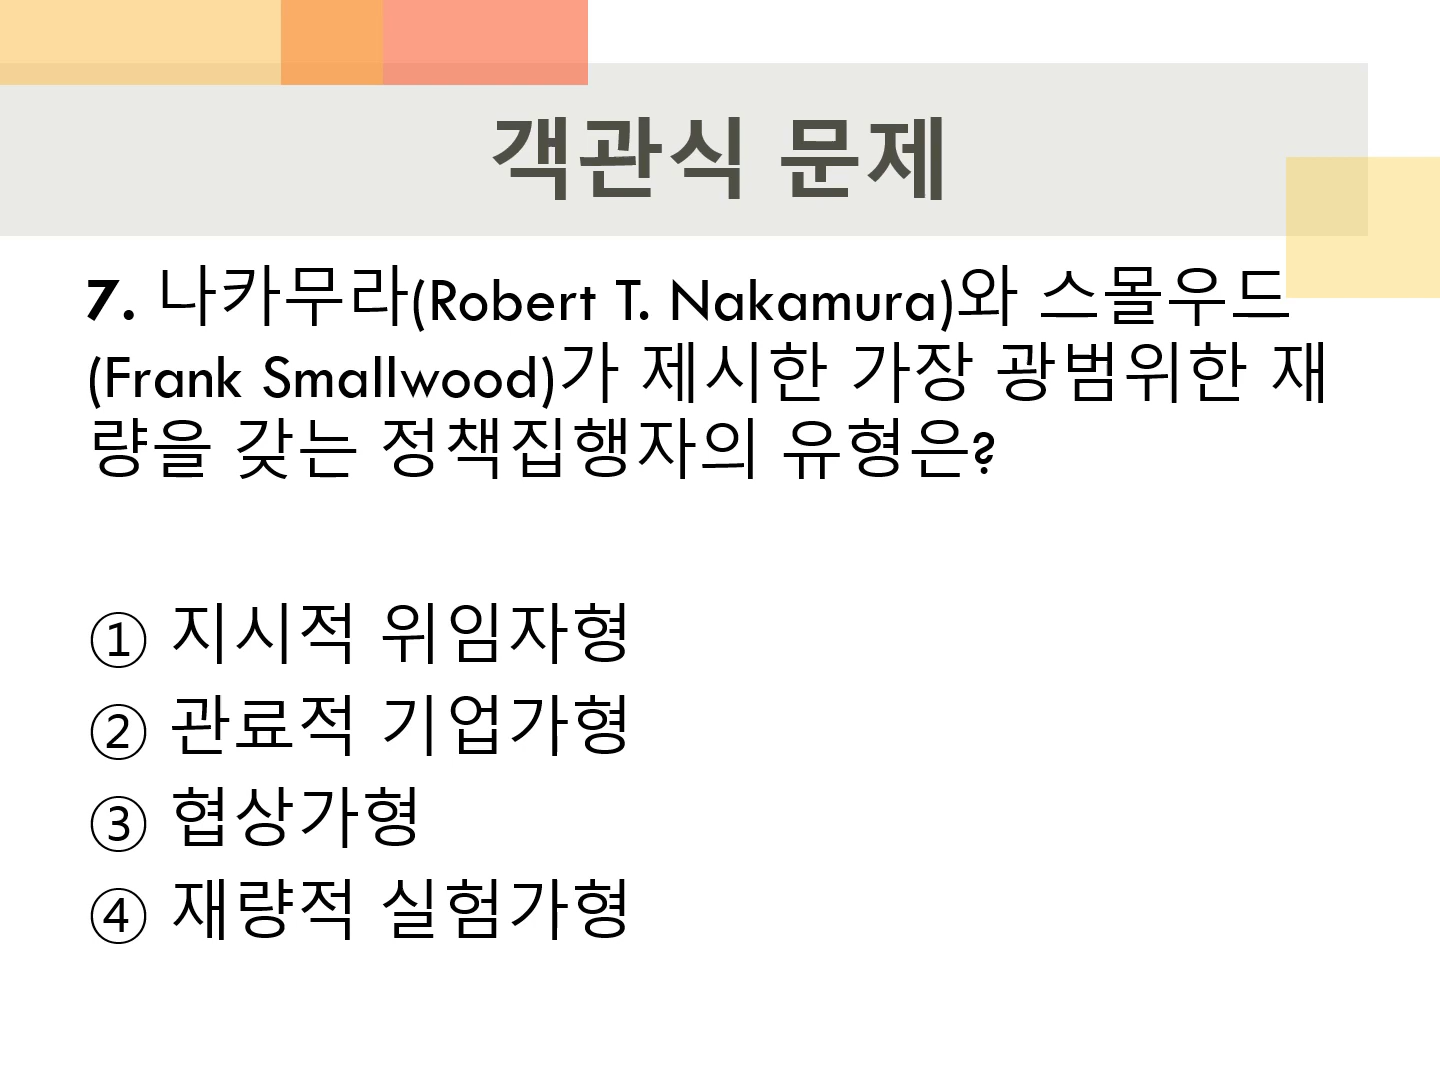 객관식 문제
7. 나카무라(Robert T. Nakamura)와 스몰우드
(Frank Smallwood)가 제시한 가장 광범위한 재
량을 갖는 정책집행자의 유형은?
① 지시적 위임자형
② 관료적 기업가형
③ 협상가형
④ 재량적 실험가형